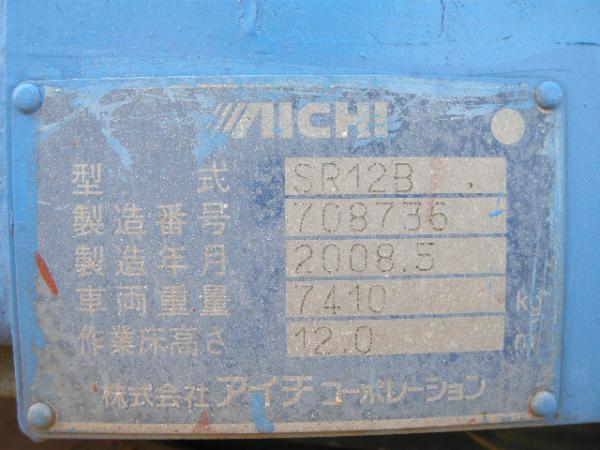 AICHI
型式 SR12B
製造番号 708736
製造年月 2008.5
車両重量 7410 kg
作業床高さ 12.0 m
株式会社 アイチ コーポレーション